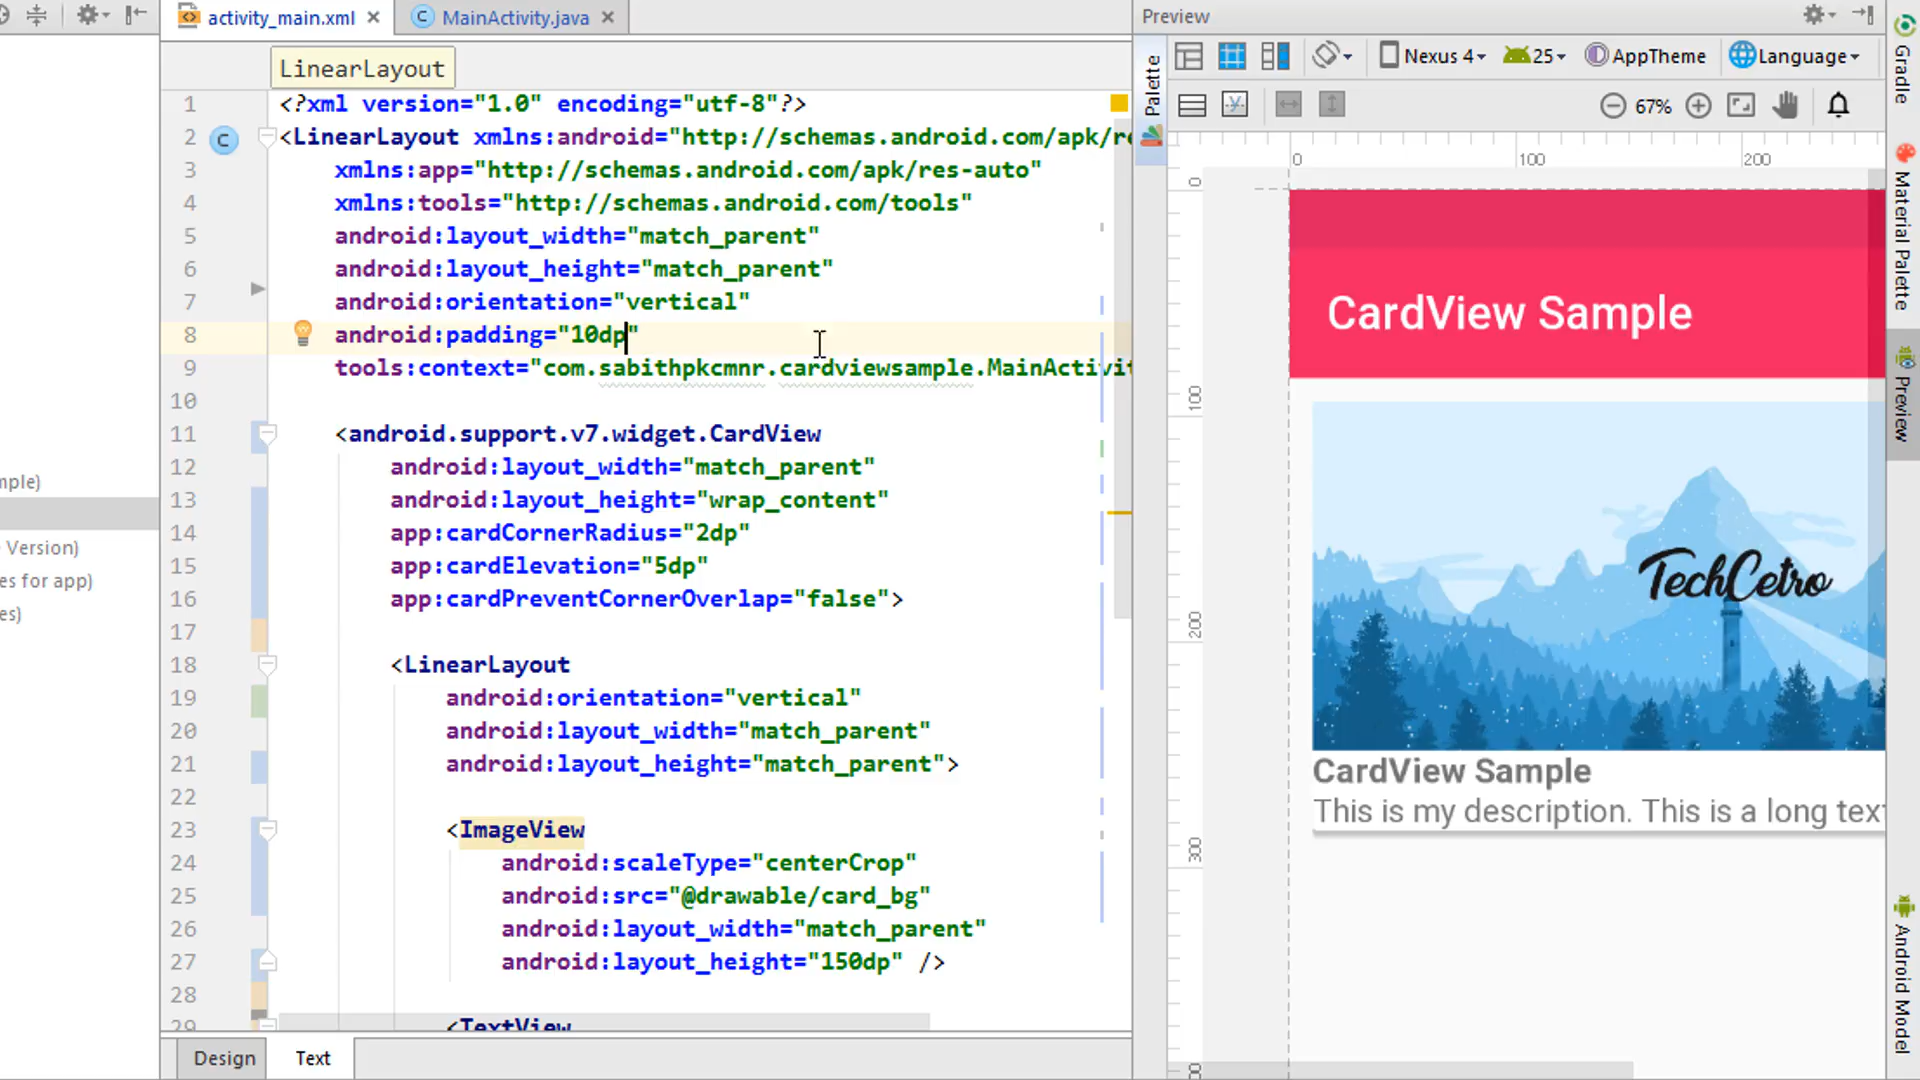 activity_main.xml
MainActivity.java
LinearLayout
1 <?xml version="1.0" encoding="utf-8"?>
2 <LinearLayout xmlns:android="http://schemas.android.com/apk/re
3 xmlns:app="http://schemas.android.com/apk/res-auto"
4 xmlns:tools="http://schemas.android.com/tools"
5 android:layout_width="match_parent"
6 android:layout_height="match_parent"
7 android:orientation="vertical"
8 android:padding="10dp"
9 tools:context="com.sabithpkcmnr.cardviewsample.MainActivit
10
11 <android.support.v7.widget.CardView
12 android:layout_width="match_parent"
13 android:layout_height="wrap_content"
14 app:cardCornerRadius="2dp"
15 app:cardElevation="5dp"
16 app:cardPreventCornerOverlap="false">
17
18 <LinearLayout
19 android:orientation="vertical"
20 android:layout_width="match_parent"
21 android:layout_height="match_parent">
22
23 <ImageView
24 android:scaleType="centerCrop"
25 android:src="@drawable/card_bg"
26 android:layout_width="match_parent"
27 android:layout_height="150dp" />
28
29 <TextView
mple)
Version)
es for app)
es)
Design
Text
Preview
Palette
Nexus 4
25
AppTheme
Language
67%
0
100
200
0
100
200
300
CardView Sample
TechCetro
CardView Sample
This is my description. This is a long text
Gradle
Material Palette
Preview
Android Model